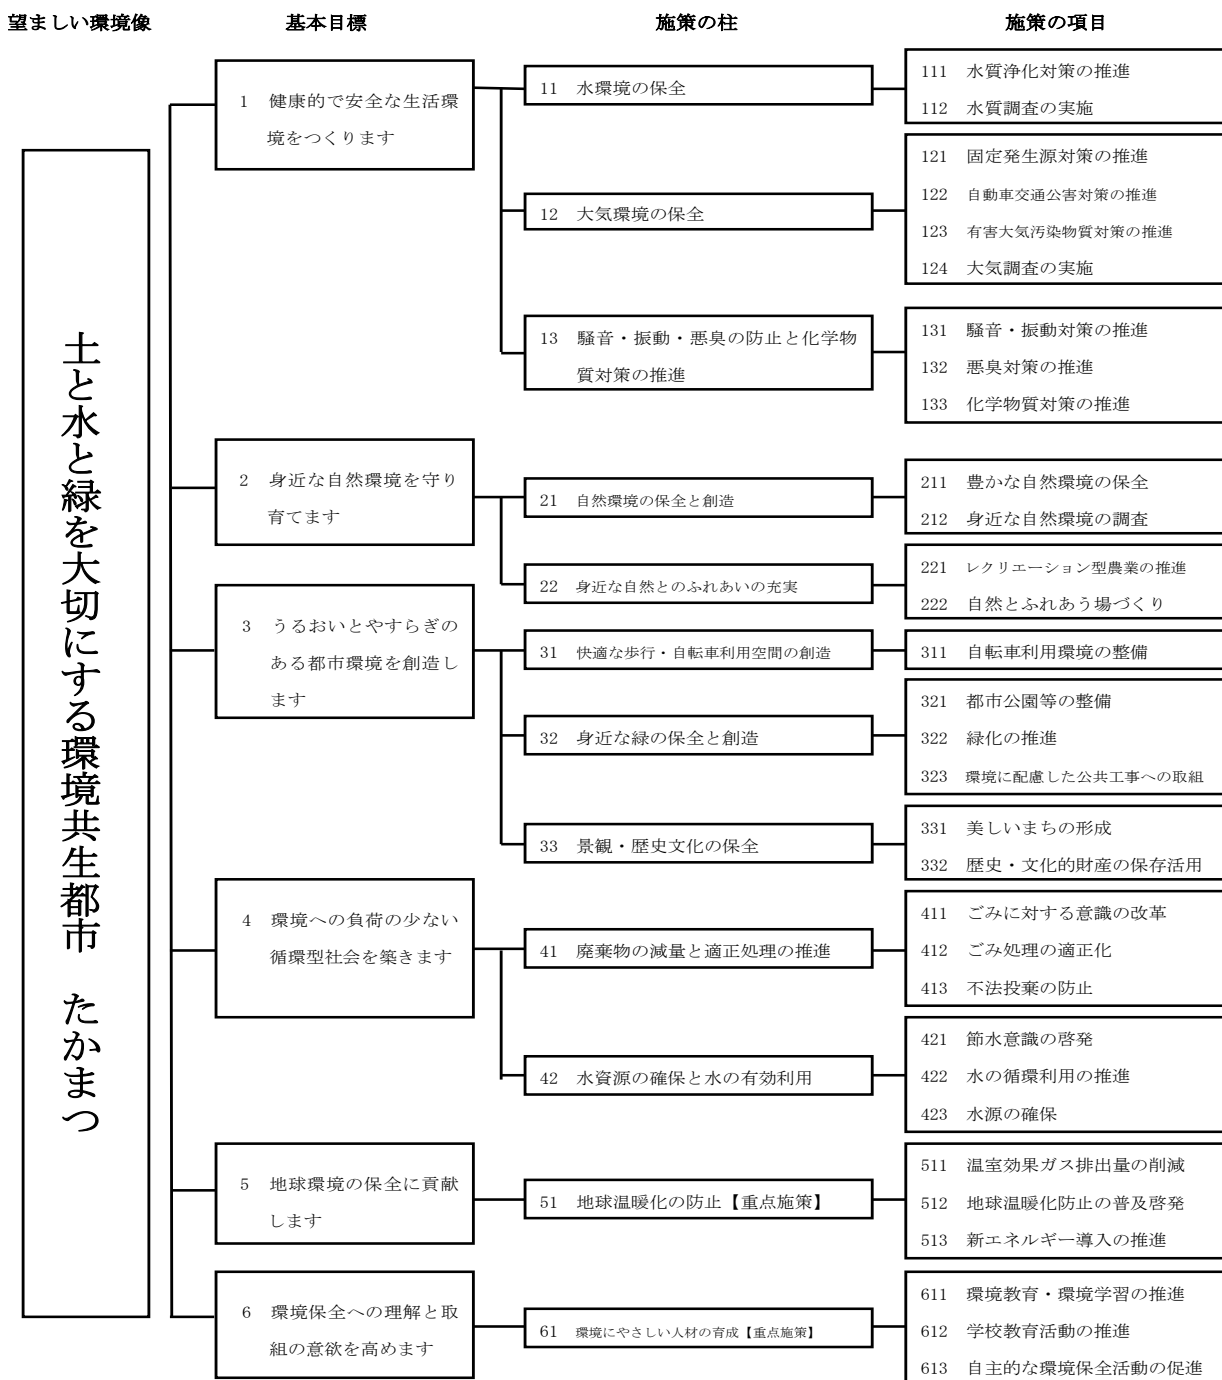 望ましい環境像　基本目標　施策の柱　施策の項目
土と水と緑を大切にする環境共生都市　たかまつ
1　健康的で安全な生活環
境をつくります
11　水環境の保全
111　水質浄化対策の推進
112　水質調査の実施
12　大気環境の保全
121　固定発生源対策の推進
122　自動車交通公害対策の推進
123　有害大気汚染物質対策の推進
124　大気調査の実施
13　騒音・振動・悪臭の防止と化学物
質対策の推進
131　騒音・振動対策の推進
132　悪臭対策の推進
133　化学物質対策の推進
2　身近な自然環境を守り
育てます
21　自然環境の保全と創造
211　豊かな自然環境の保全
212　身近な自然環境の調査
22　身近な自然とのふれあいの充実
221　レクリエーション型農業の推進
222　自然とふれあう場づくり
3　うるおいとやすらぎの
ある都市環境を創造し
ます
31　快適な歩行・自転車利用空間の創造
311　自転車利用環境の整備
32　身近な緑の保全と創造
321　都市公園等の整備
322　緑化の推進
323　環境に配慮した公共工事への取組
33　景観・歴史文化の保全
331　美しいまちの形成
332　歴史・文化的財産の保存活用
4　環境への負荷の少ない
循環型社会を築きます
41　廃棄物の減量と適正処理の推進
411　ごみに対する意識の改革
412　ごみ処理の適正化
413　不法投棄の防止
42　水資源の確保と水の有効利用
421　節水意識の啓発
422　水の循環利用の推進
423　水源の確保
5　地球環境の保全に貢献
します
51　地球温暖化の防止【重点施策】
511　温室効果ガス排出量の削減
512　地球温暖化防止の普及啓発
513　新エネルギー導入の推進
6　環境保全への理解と取
組の意欲を高めます
61　環境にやさしい人材の育成【重点施策】
611　環境教育・環境学習の推進
612　学校教育活動の推進
613　自主的な環境保全活動の促進